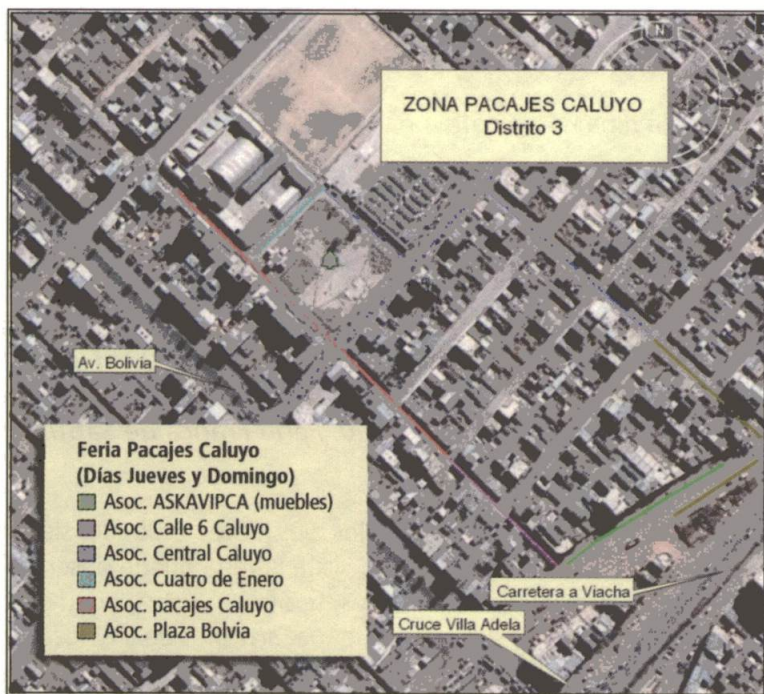 N
ZONA PACAJES CALUYO
Distrito 3
Av. Bolivia
Feria Pacajes Caluyo
(Días Jueves y Domingo)
Asoc. ASKAVIPCA (muebles)
Asoc. Calle 6 Caluyo
Asoc. Central Caluyo
Asoc. Cuatro de Enero
Asoc. pacajes Caluyo
Asoc. Plaza Bolvia
Carretera a Viacha
Cruce Villa Adela